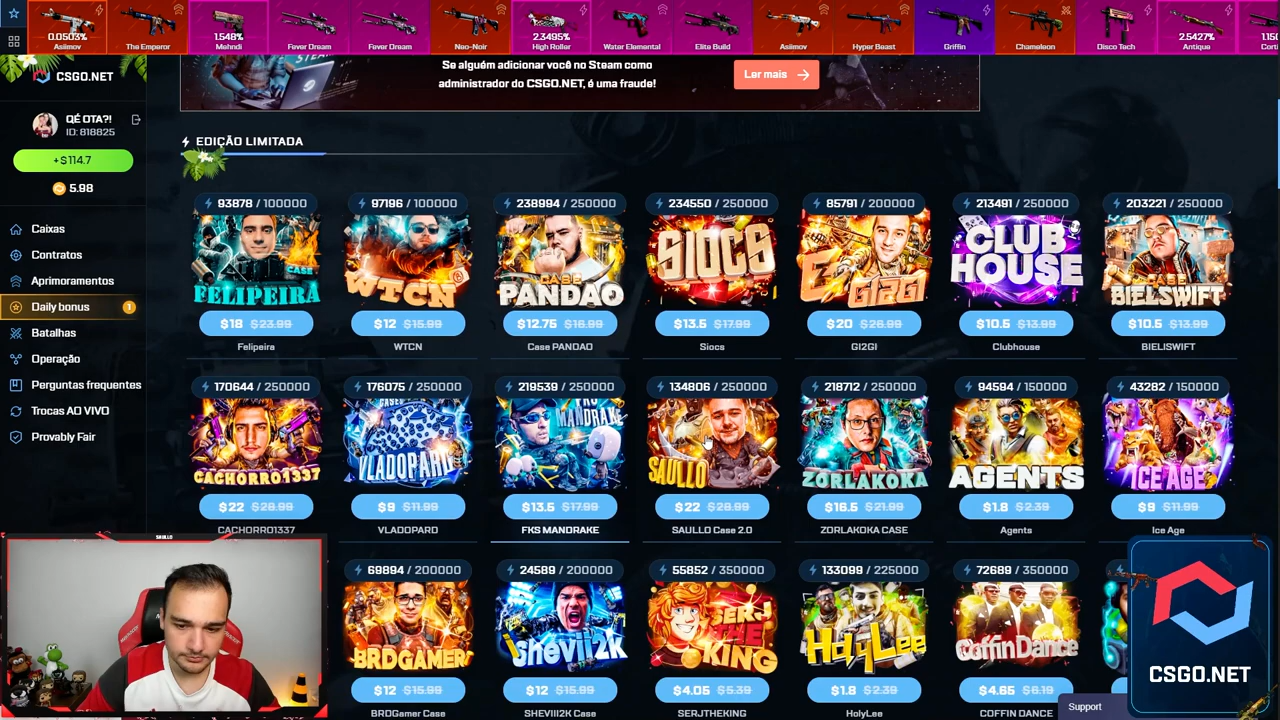 0.0503%
Asiimov
The Emperor
1.548%
Mehndi
Fever Dream
Fever Dream
Neo-Noir
2.3495%
High Roller
Water Elemental
Elite Build
Asiimov
Hyper Beast
Griffin
Chameleon
Disco Tech
2.5427%
Antique
CSGO.NET
Se alguém adicionar você no Steam como
administrador do CSGO.NET, é uma fraude!
Ler mais
QÉ OTA?!
ID: 818825
+$114.7
5.98
Caixas
Contratos
Aprimoramentos
Daily bonus 1
Batalhas
Operação
Perguntas frequentes
Trocas AO VIVO
Provably Fair
EDIÇÃO LIMITADA
93878 / 100000
97196 / 100000
238994 / 250000
234550 / 250000
85791 / 200000
213491 / 250000
203221 / 250000
CASE
FELIPEIRA
WTCN
CASE
PANDAO
SIOCS
GI2GI
CLUB
HOUSE
CASE
BIELSWIFT
$18 $23.99
$12 $15.99
$12.75 $16.99
$13.5 $17.99
$20 $26.99
$10.5 $13.99
$10.5 $13.99
Felipeira
WTCN
Case PANDAO
Siocs
GI2GI
Clubhouse
BIELISWIFT
170644 / 250000
176075 / 250000
219539 / 250000
134806 / 250000
218712 / 250000
94594 / 150000
43282 / 150000
CACHORRO1337
VLADOPARD
MANDRAKE
SAULLO
ZORLAKOKA
AGENTS
ICE AGE
$22 $28.99
$9 $11.99
$13.5 $17.99
$22 $28.99
$16.5 $21.99
$1.8 $2.39
$9 $11.99
CACHORRO1337
VLADOPARD
FKS MANDRAKE
SAULLO Case 2.0
ZORLAKOKA CASE
Agents
Ice Age
SAULLO
69894 / 200000
24589 / 200000
55852 / 350000
133099 / 225000
72689 / 350000
BRDGAMER
Shevii2K
SERJ
THE
KING
HolyLee
Coffin Dance
$12 $15.99
$12 $15.99
$4.05 $5.39
$1.8 $2.39
$4.65 $6.19
BRDGamer Case
SHEVII2K Case
SERJTHEKING
HolyLee
COFFIN DANCE
CSGO.NET
Support